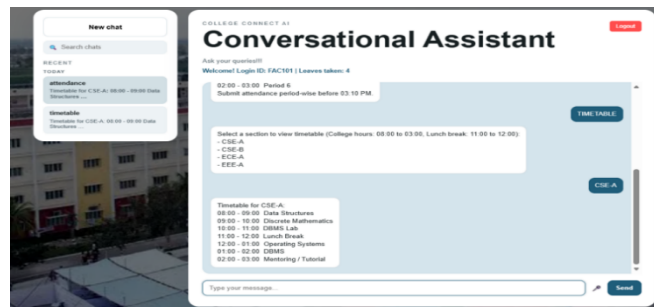 New chat
Search chats
RECENT
TODAY
attendance
Timetable for CSE-A: 08:00 - 09:00 Data Structures ...
timetable
Timetable for CSE-A: 08:00 - 09:00 Data Structures ...
COLLEGE CONNECT AI
Logout
Conversational Assistant
Ask your queries!!!
Welcome! Login ID: FAC101 | Leaves taken: 4
02:00 - 03:00 Period 6
Submit attendance period-wise before 03:10 PM.
TIMETABLE
Select a section to view timetable (College hours: 08:00 to 03:00, Lunch break: 11:00 to 12:00):
- CSE-A
- CSE-B
- ECE-A
- EEE-A
CSE-A
Timetable for CSE-A:
08:00 - 09:00 Data Structures
09:00 - 10:00 Discrete Mathematics
10:00 - 11:00 DBMS Lab
11:00 - 12:00 Lunch Break
12:00 - 01:00 Operating Systems
01:00 - 02:00 DBMS
02:00 - 03:00 Mentoring / Tutorial
Type your message...
Send